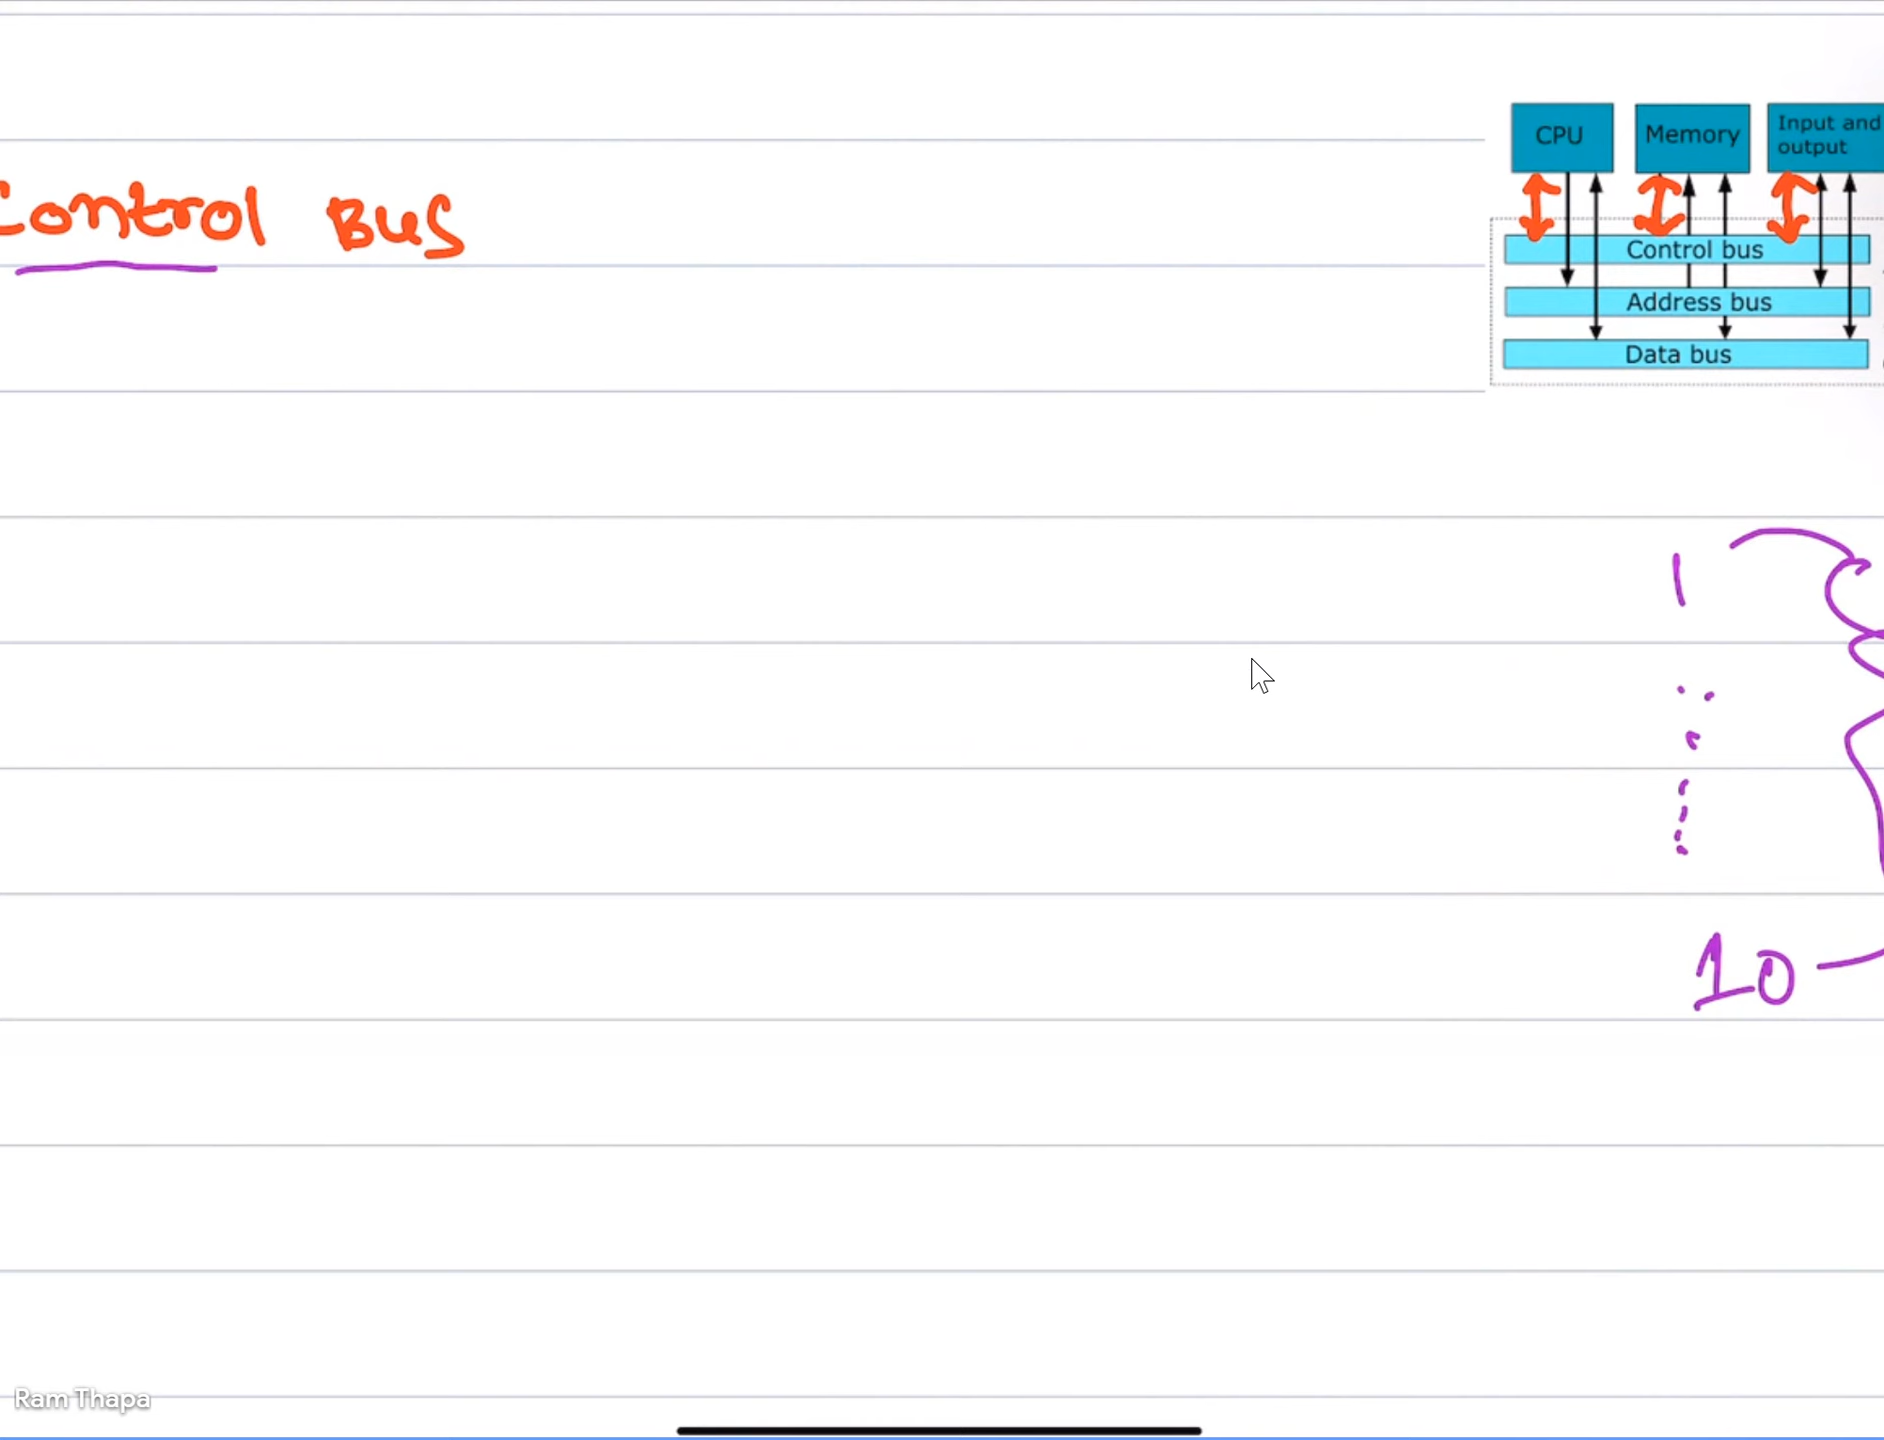 Control Bus
CPU
Memory
Input and
output
Control bus
Address bus
Data bus
1
10
Ram Thapa